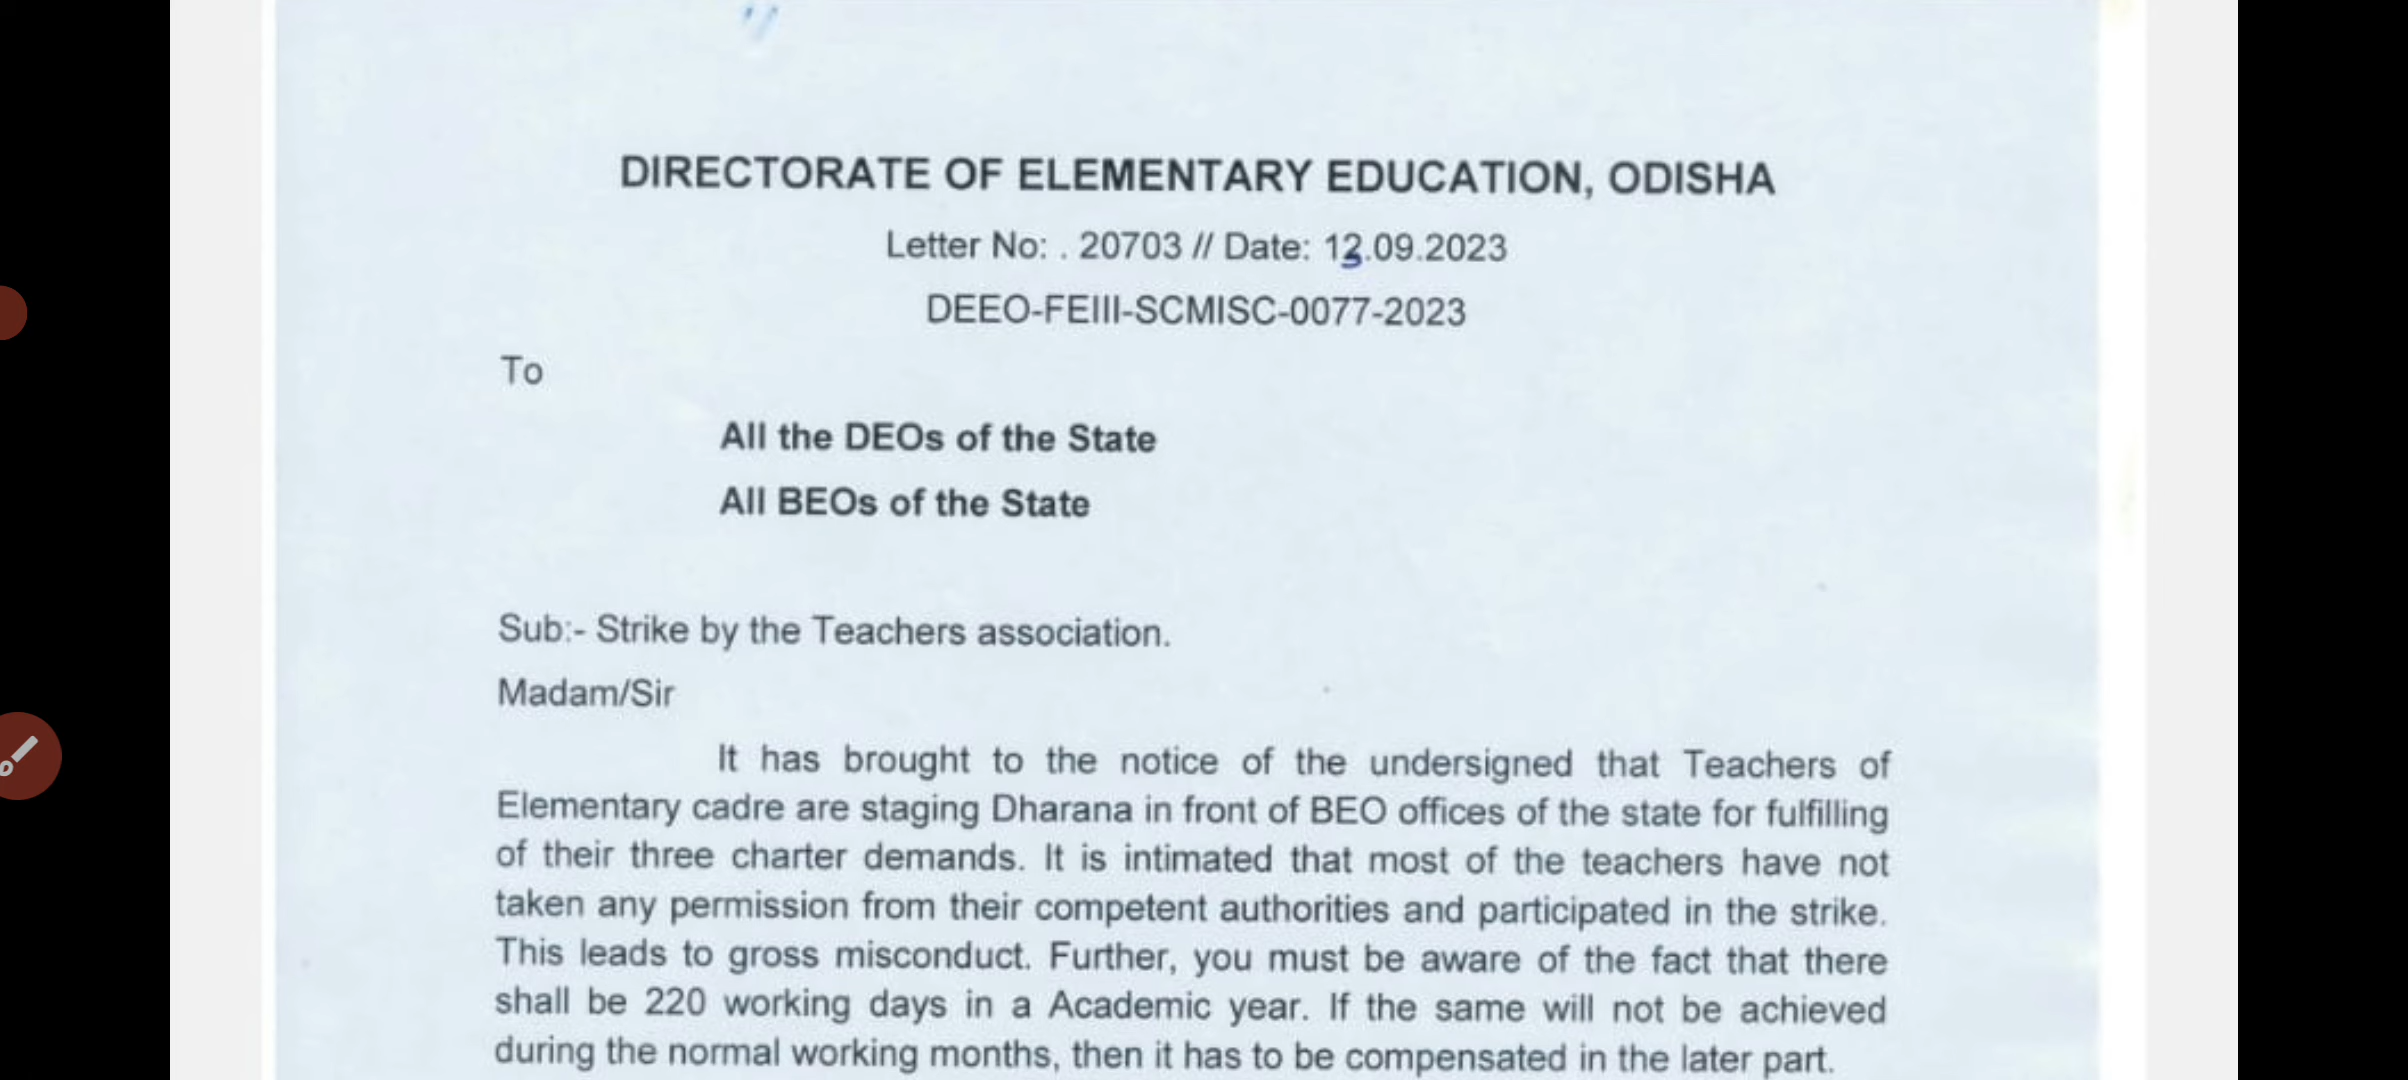 DIRECTORATE OF ELEMENTARY EDUCATION, ODISHA
Letter No: . 20703 // Date: 13.09.2023
DEEO-FEIII-SCMISC-0077-2023
To
All the DEOs of the State
All BEOs of the State
Sub:- Strike by the Teachers association.
Madam/Sir
It has brought to the notice of the undersigned that Teachers of
Elementary cadre are staging Dharana in front of BEO offices of the state for fulfilling
of their three charter demands. It is intimated that most of the teachers have not
taken any permission from their competent authorities and participated in the strike.
This leads to gross misconduct. Further, you must be aware of the fact that there
shall be 220 working days in a Academic year. If the same will not be achieved
during the normal working months, then it has to be compensated in the later part.